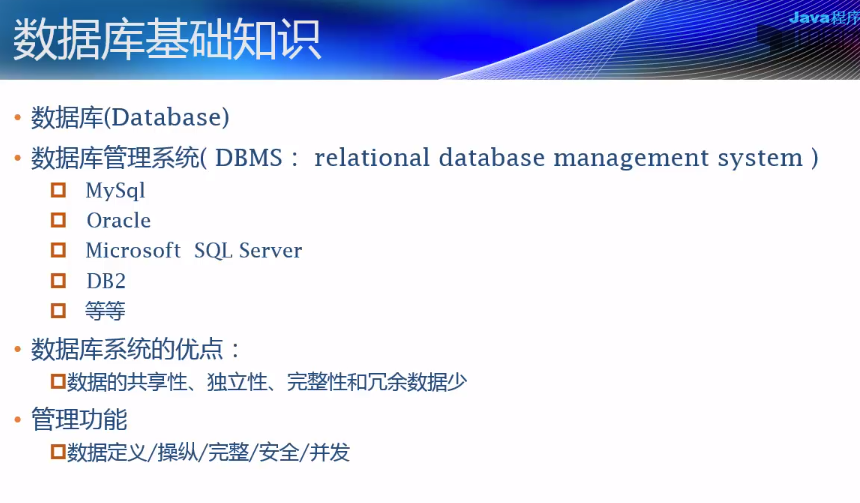 Java程序
数据库基础知识
• 数据库(Database)
• 数据库管理系统( DBMS： relational database management system )
MySql
Oracle
Microsoft SQL Server
DB2
等等
• 数据库系统的优点：
数据的共享性、独立性、完整性和冗余数据少
• 管理功能
数据定义/操纵/完整/安全/并发